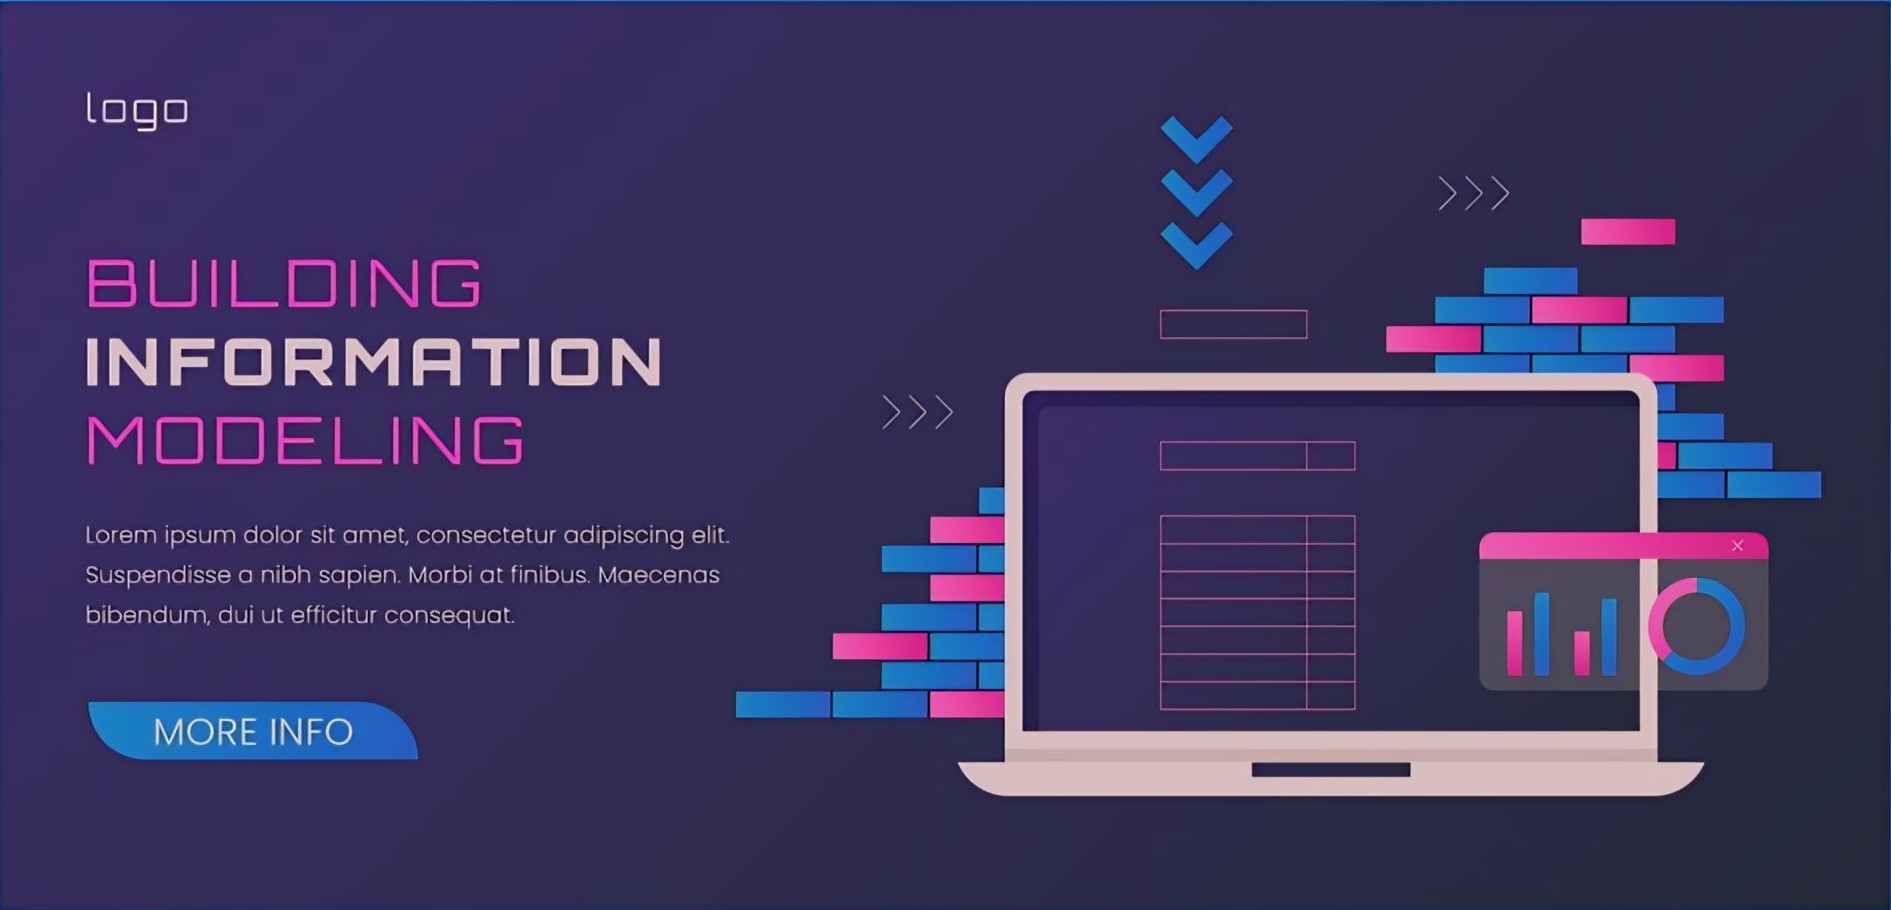 logo
BUILDING
INFORMATION
MODELING
Lorem ipsum dolor sit amet, consectetur adipiscing elit.
Suspendisse a nibh sapien. Morbi at finibus. Maecenas
bibendum, dui ut efficitur consequat.
MORE INFO